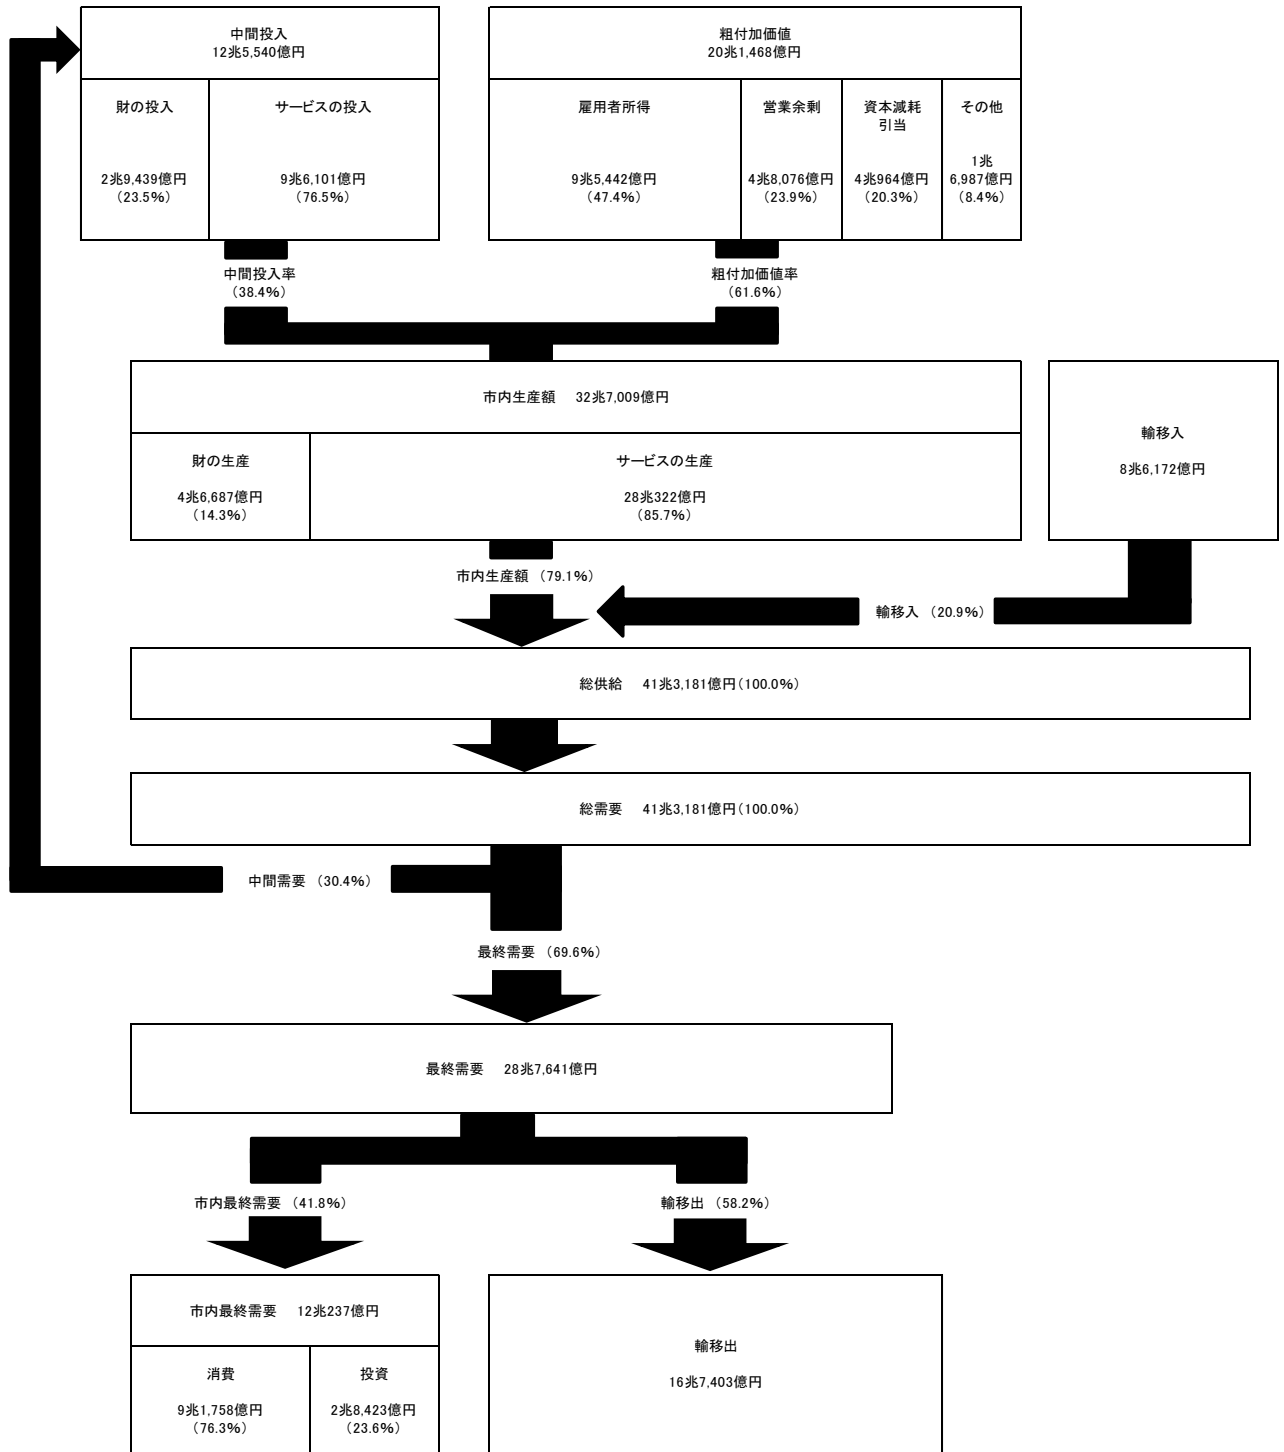 中間投入
12兆5,540億円
財の投入
2兆9,439億円
(23.5%)
サービスの投入
9兆6,101億円
(76.5%)
粗付加価値
20兆1,468億円
雇用者所得
9兆5,442億円
(47.4%)
営業余剰
4兆8,076億円
(23.9%)
資本減耗
引当
4兆964億円
(20.3%)
その他
1兆
6,987億円
(8.4%)
中間投入率
(38.4%)
粗付加価値率
(61.6%)
市内生産額 32兆7,009億円
財の生産
4兆6,687億円
(14.3%)
サービスの生産
28兆322億円
(85.7%)
輸移入
8兆6,172億円
市内生産額 (79.1%)
輸移入 (20.9%)
総供給 41兆3,181億円(100.0%)
総需要 41兆3,181億円(100.0%)
中間需要 (30.4%)
最終需要 (69.6%)
最終需要 28兆7,641億円
市内最終需要 (41.8%)
輸移出 (58.2%)
市内最終需要 12兆237億円
消費
9兆1,758億円
(76.3%)
投資
2兆8,423億円
(23.6%)
輸移出
16兆7,403億円